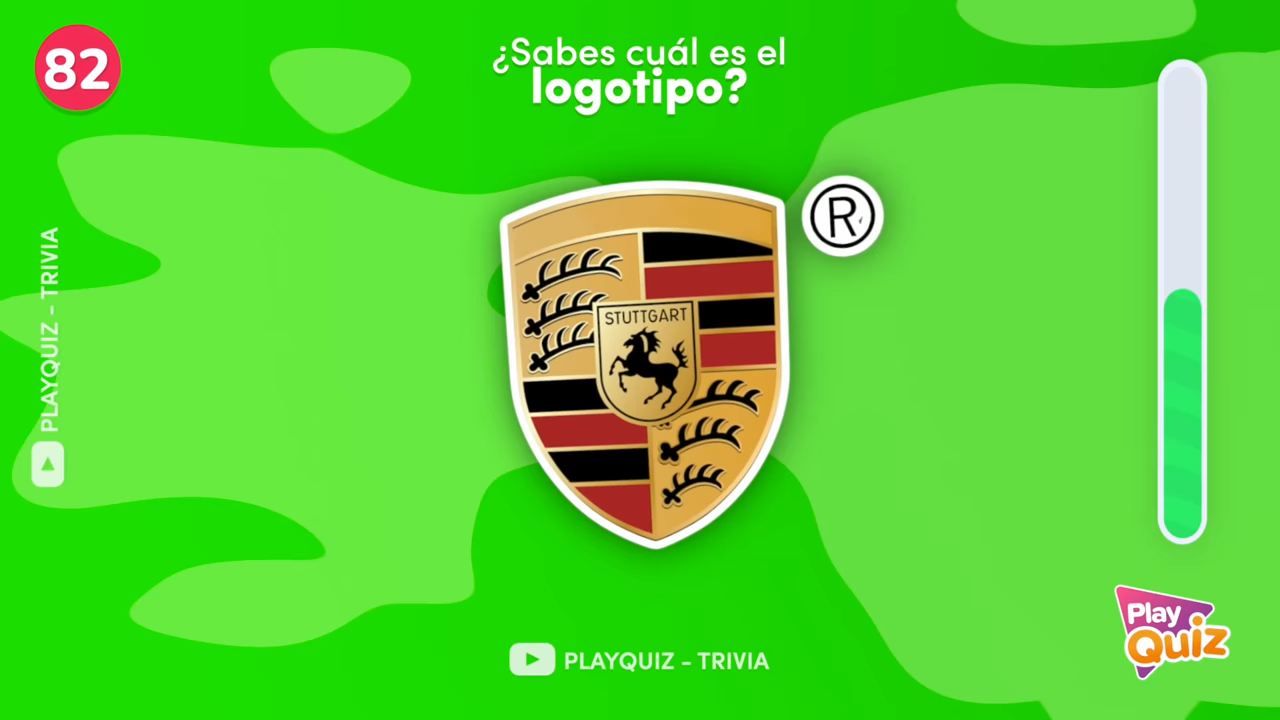 82
¿Sabes cuál es el
logotipo?
®
STUTTGART
PLAYQUIZ - TRIVIA
PLAYQUIZ - TRIVIA
Play
Quiz